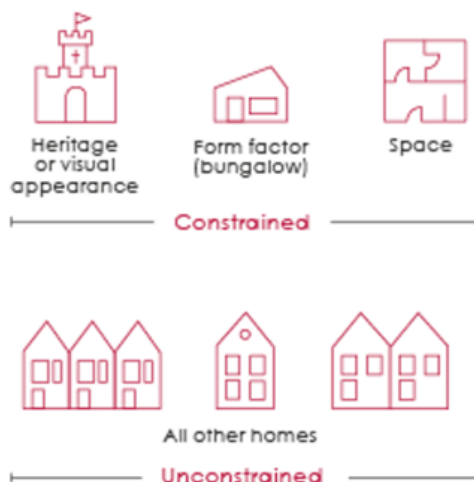 Heritage
or visual
appearance
Form factor
(bungalow)
Space
Constrained
All other homes
Unconstrained